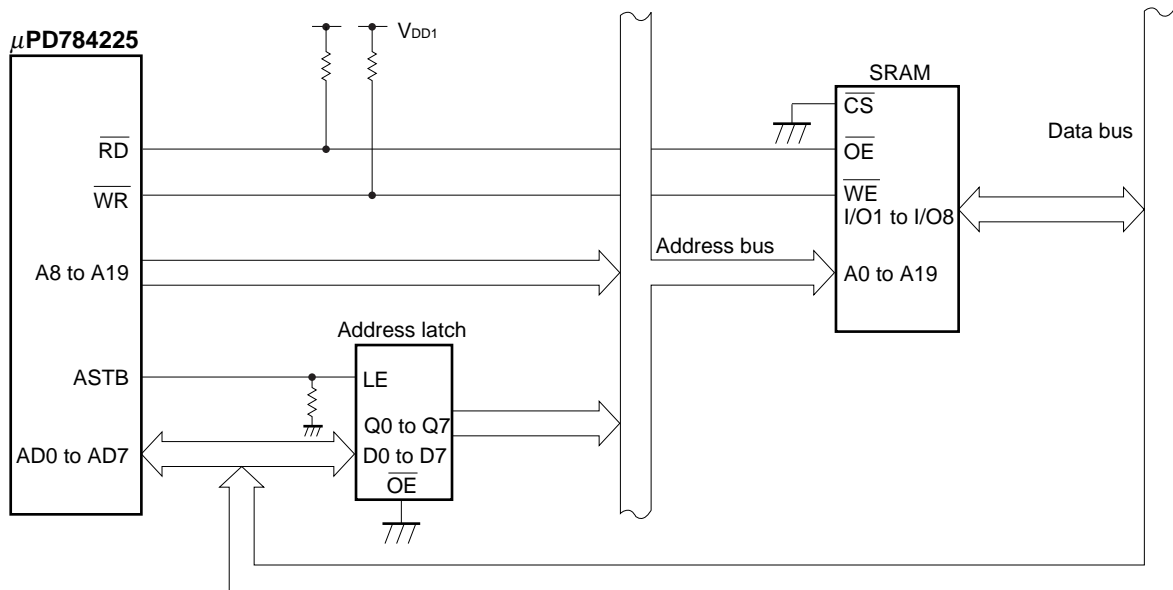 μPD784225
VDD1
RD
WR
A8 to A19
ASTB
AD0 to AD7
Address latch
LE
Q0 to Q7
D0 to D7
OE
Address bus
SRAM
CS
OE
WE
I/O1 to I/O8
A0 to A19
Data bus